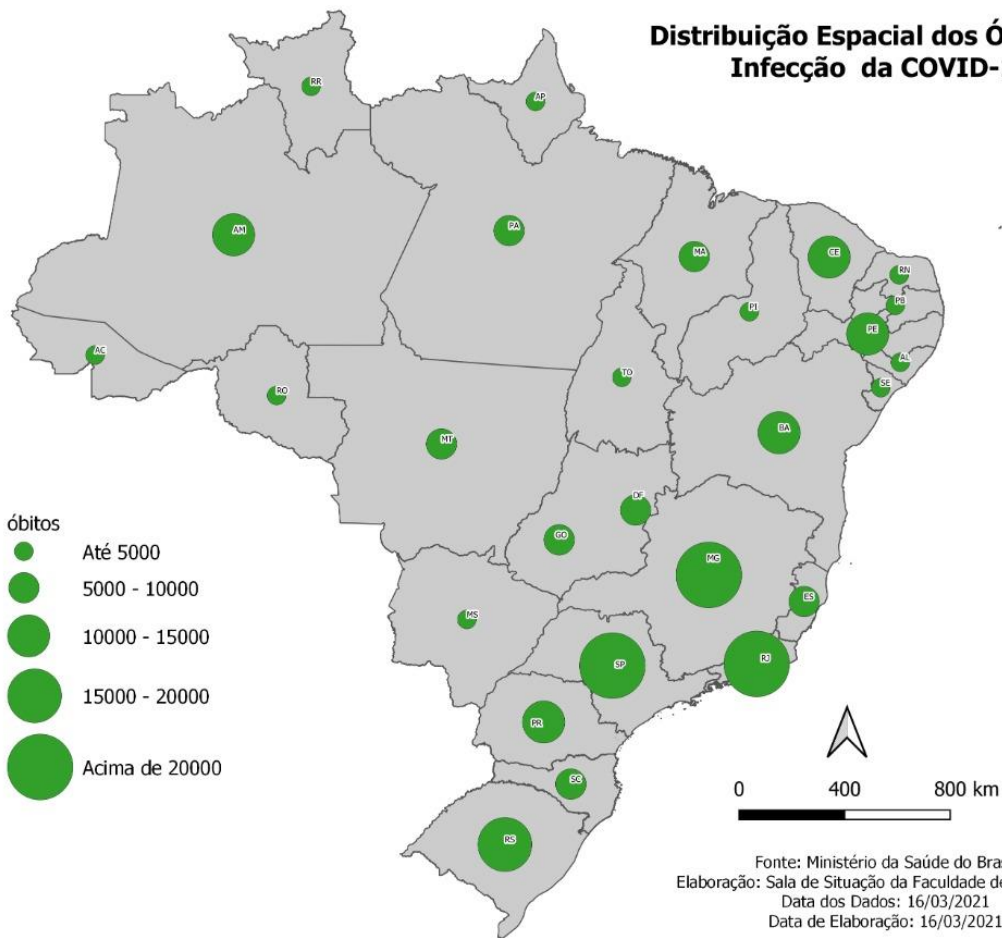 Distribuição Espacial dos Ó
Infecção da COVID-
RR
AP
AM
PA
MA
CE
RN
PI
PB
PE
AC
AL
TO
SE
RO
BA
MT
DF
GO
MG
ES
MS
SP
RJ
PR
SC
RS
óbitos
Até 5000
5000 - 10000
10000 - 15000
15000 - 20000
Acima de 20000
0 400 800 km
Fonte: Ministério da Saúde do Bras
Elaboração: Sala de Situação da Faculdade de
Data dos Dados: 16/03/2021
Data de Elaboração: 16/03/2021